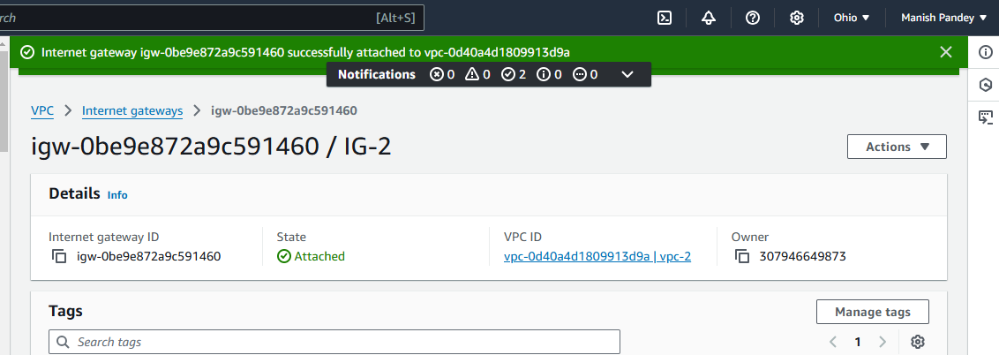 rch [Alt+S] Ohio Manish Pandey
Internet gateway igw-0be9e872a9c591460 successfully attached to vpc-0d40a4d1809913d9a
Notifications 0 0 2 0 0
VPC > Internet gateways > igw-0be9e872a9c591460
igw-0be9e872a9c591460 / IG-2
Actions
Details Info
Internet gateway ID
igw-0be9e872a9c591460
State
Attached
VPC ID
vpc-0d40a4d1809913d9a | vpc-2
Owner
307946649873
Tags
Manage tags
Search tags
1